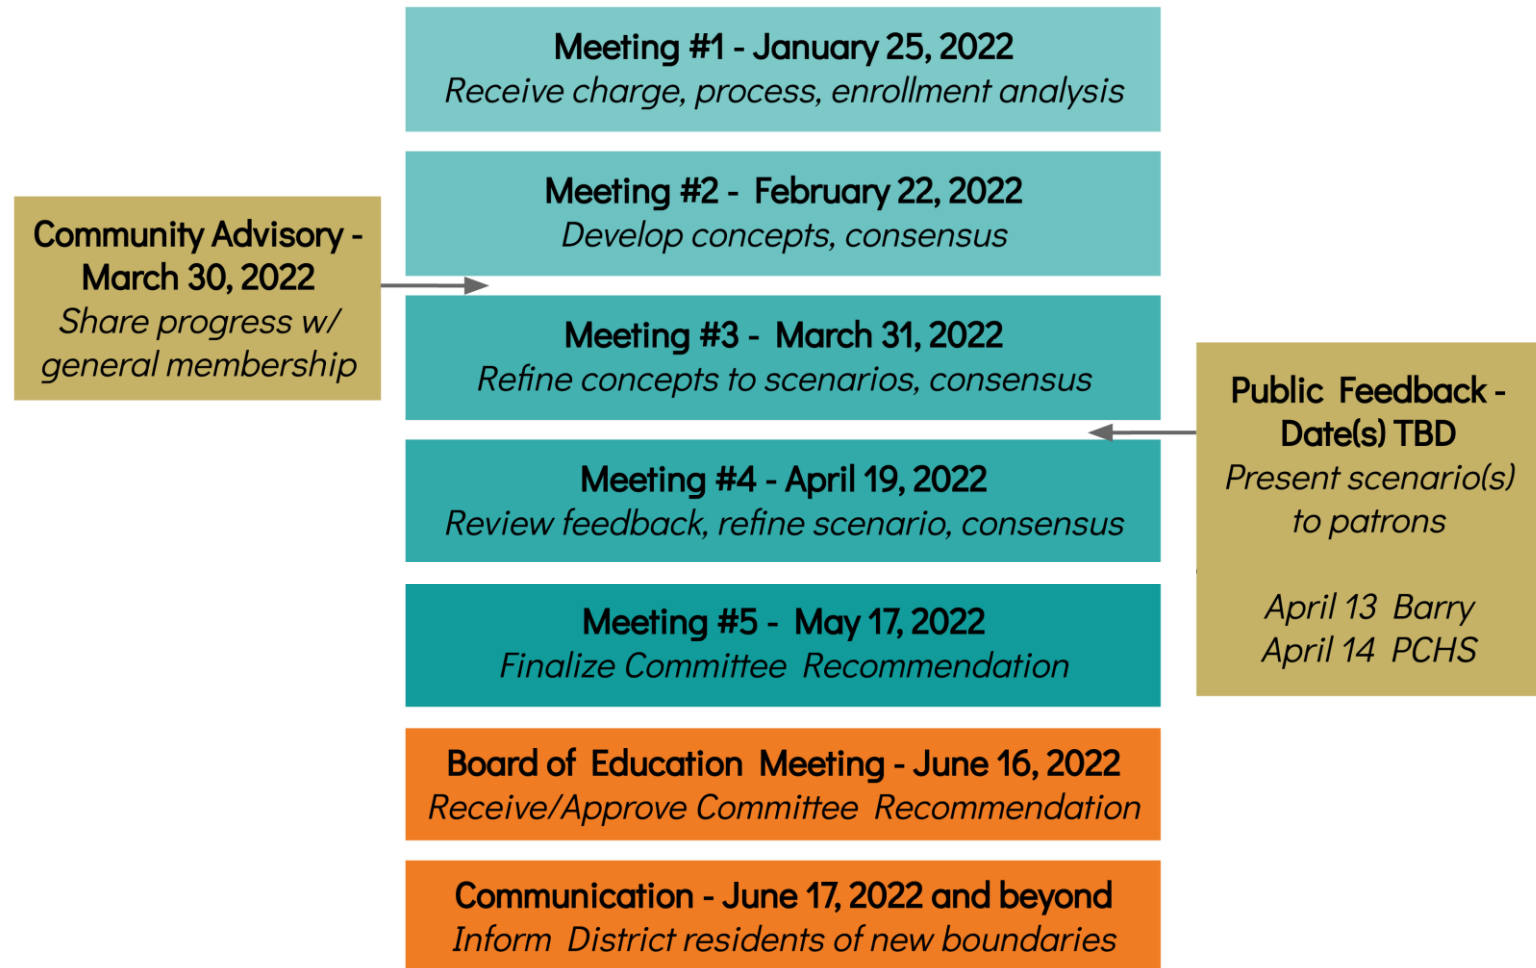 Meeting #1 - January 25, 2022
Receive charge, process, enrollment analysis
Meeting #2 - February 22, 2022
Develop concepts, consensus
Community Advisory -
March 30, 2022
Share progress w/
general membership
Meeting #3 - March 31, 2022
Refine concepts to scenarios, consensus
Public Feedback -
Date(s) TBD
Present scenario(s)
to patrons
April 13 Barry
April 14 PCHS
Meeting #4 - April 19, 2022
Review feedback, refine scenario, consensus
Meeting #5 - May 17, 2022
Finalize Committee Recommendation
Board of Education Meeting - June 16, 2022
Receive/Approve Committee Recommendation
Communication - June 17, 2022 and beyond
Inform District residents of new boundaries